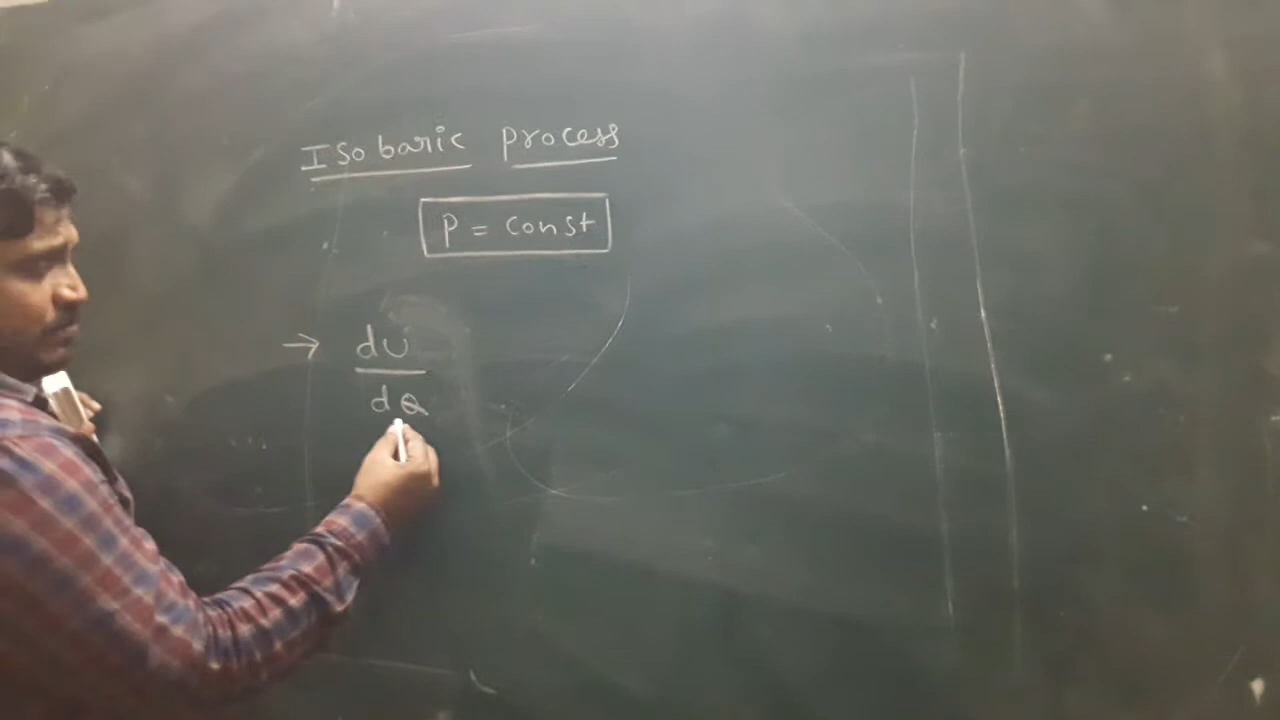 Isobaric process
P = const
→ dU
dQ